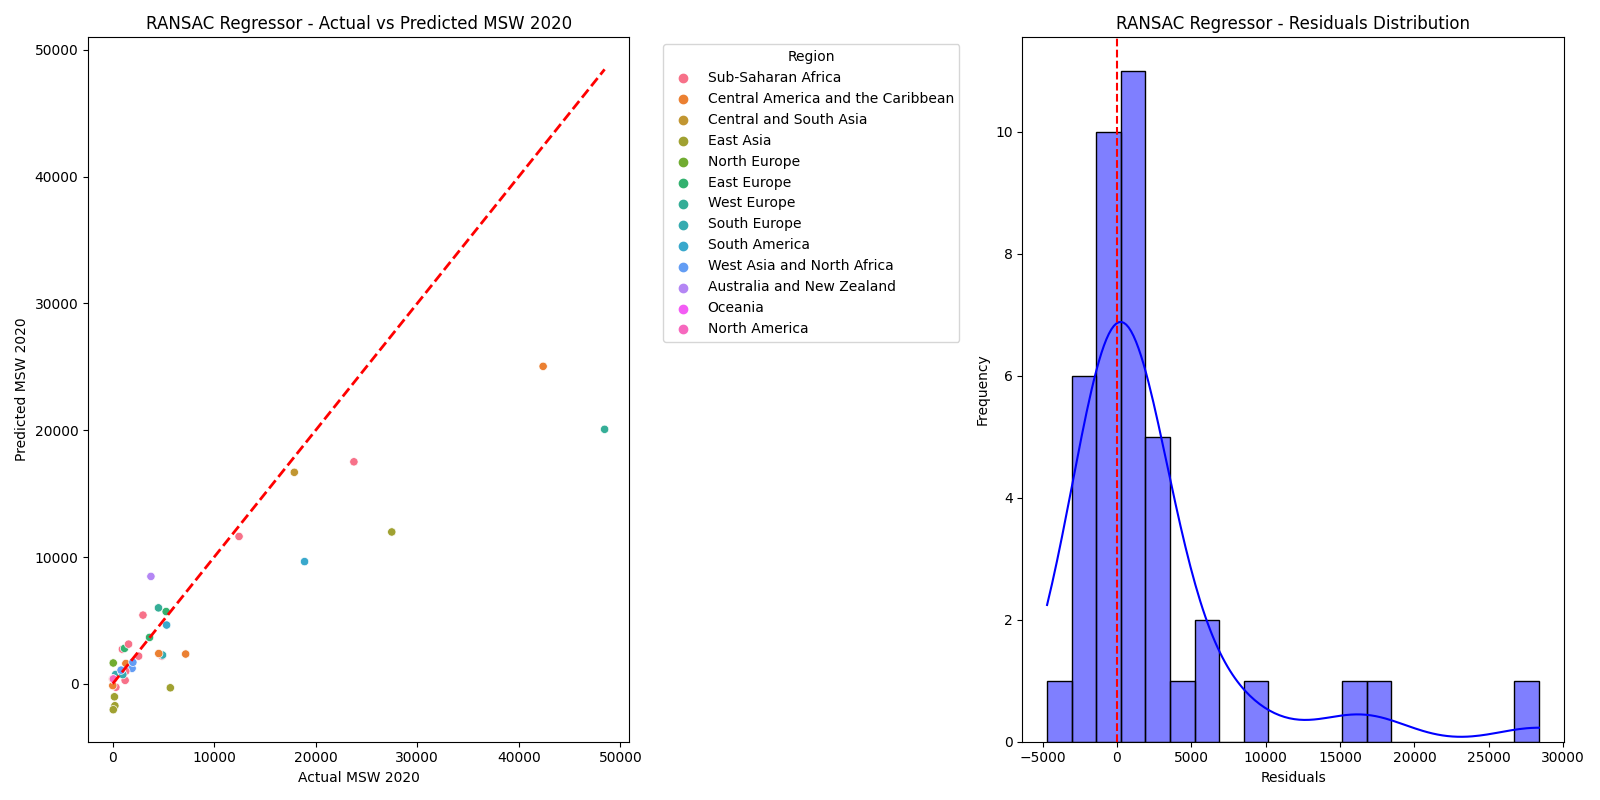 RANSAC Regressor - Actual vs Predicted MSW 2020
50000
40000
30000
20000
10000
0
Predicted MSW 2020
0
10000
20000
30000
40000
50000
Actual MSW 2020
Region
Sub-Saharan Africa
Central America and the Caribbean
Central and South Asia
East Asia
North Europe
East Europe
West Europe
South Europe
South America
West Asia and North Africa
Australia and New Zealand
Oceania
North America
RANSAC Regressor - Residuals Distribution
10
8
6
4
2
0
Frequency
−5000
0
5000
10000
15000
20000
25000
30000
Residuals